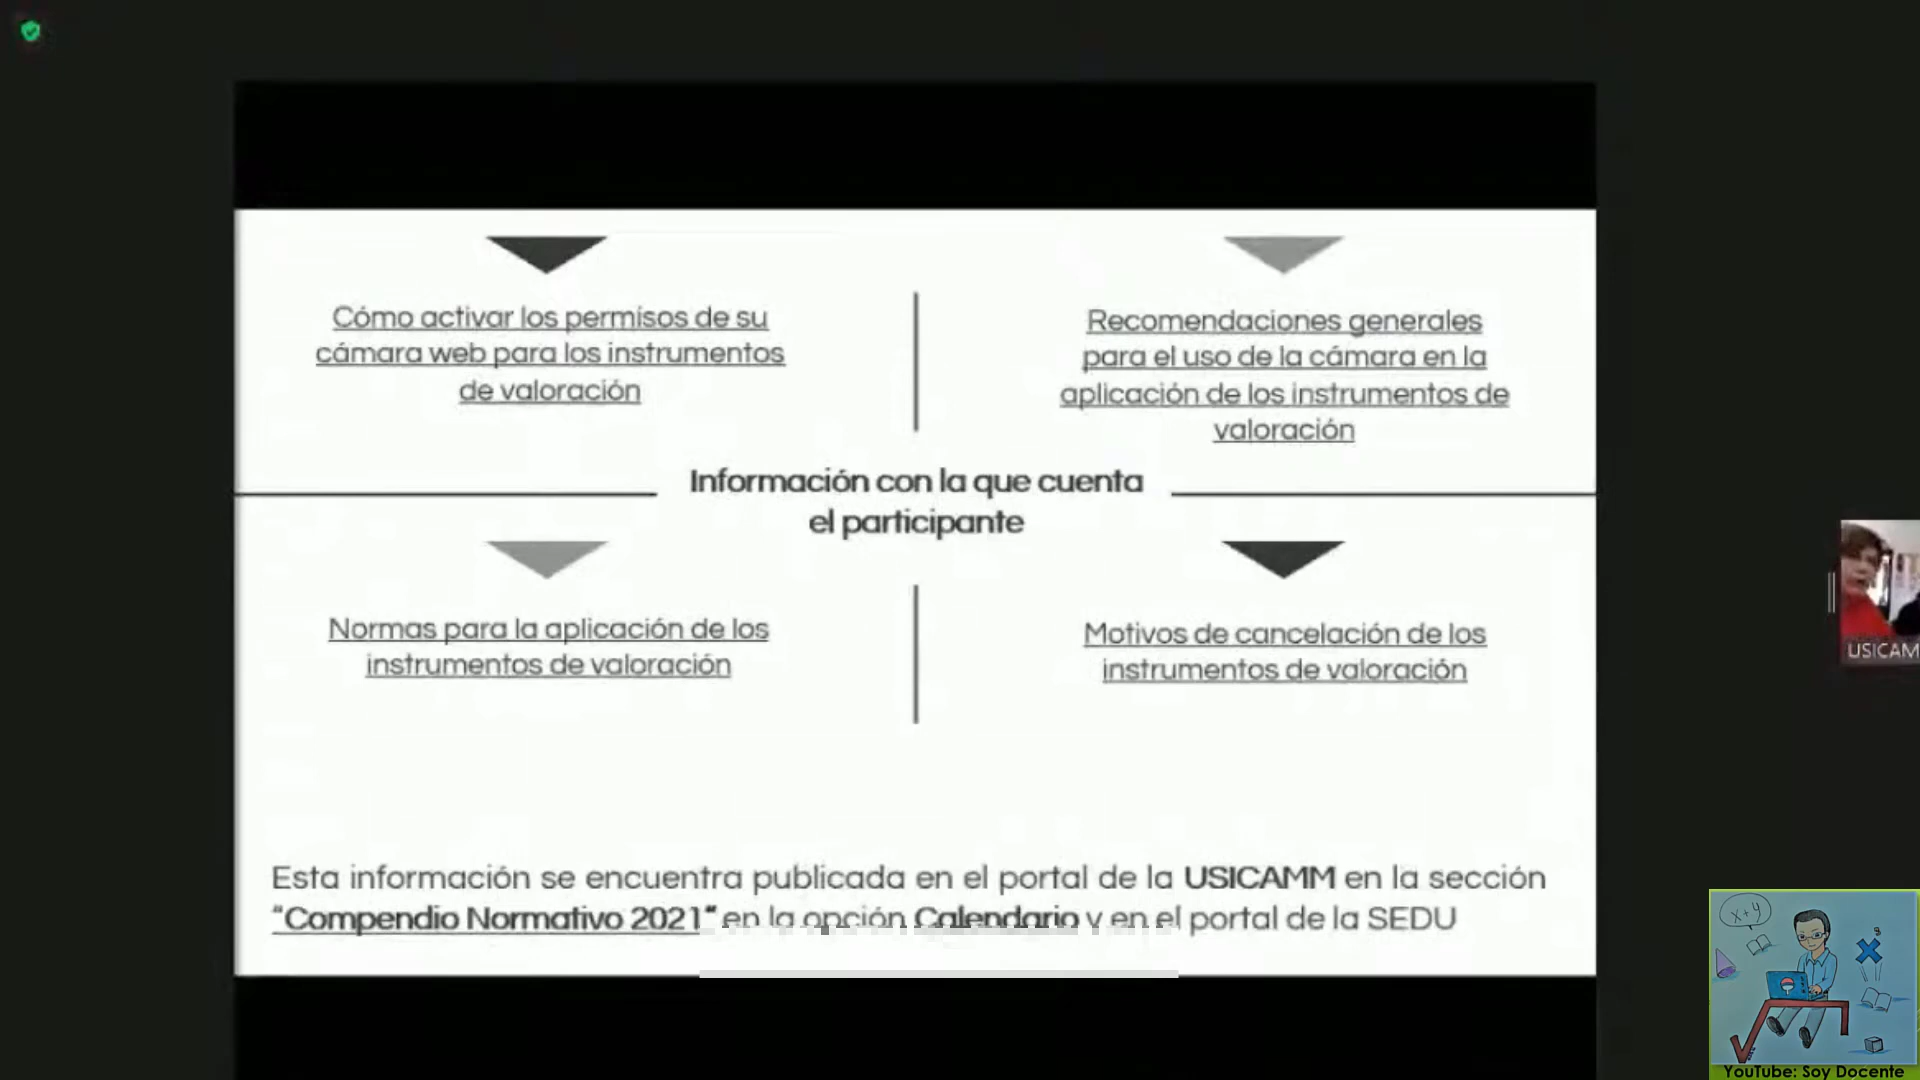 Cómo activar los permisos de su
cámara web para los instrumentos
de valoración
Recomendaciones generales
para el uso de la cámara en la
aplicación de los instrumentos de
valoración
Información con la que cuenta
el participante
Normas para la aplicación de los
instrumentos de valoración
Motivos de cancelación de los
instrumentos de valoración
Esta información se encuentra publicada en el portal de la USICAMM en la sección
“Compendio Normativo 2021“ en la opción Calendario y en el portal de la SEDU
USICAM
x+y
YouTube: Soy Docente